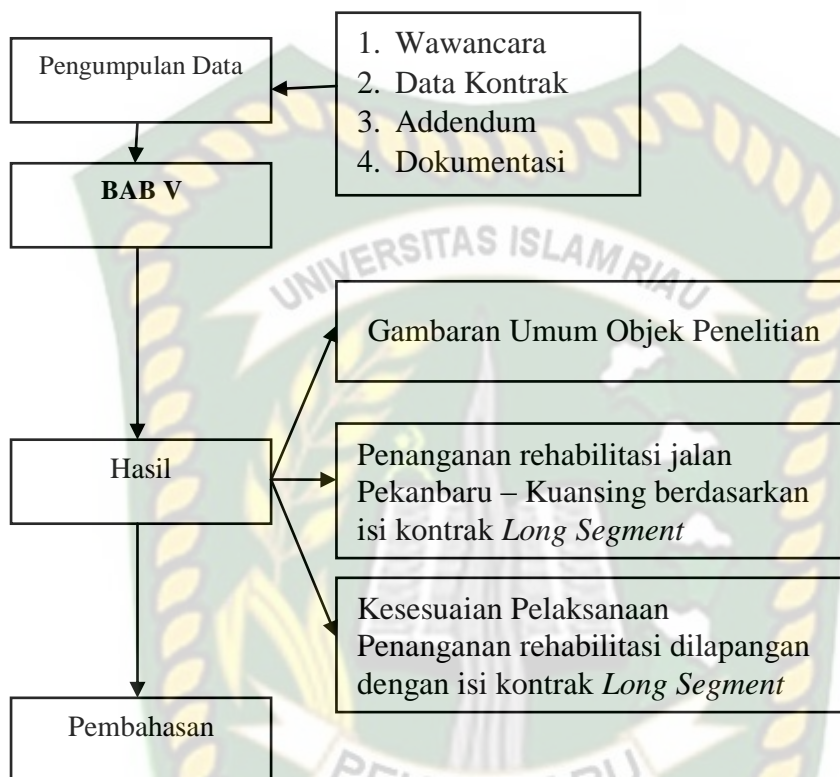 Pengumpulan Data
1. Wawancara
2. Data Kontrak
3. Addendum
4. Dokumentasi
BAB V
UNIVERSITAS ISLAM RIAU
Gambaran Umum Objek Penelitian
Hasil
Penanganan rehabilitasi jalan
Pekanbaru – Kuansing berdasarkan
isi kontrak Long Segment
Kesesuaian Pelaksanaan
Penanganan rehabilitasi dilapangan
dengan isi kontrak Long Segment
Pembahasan